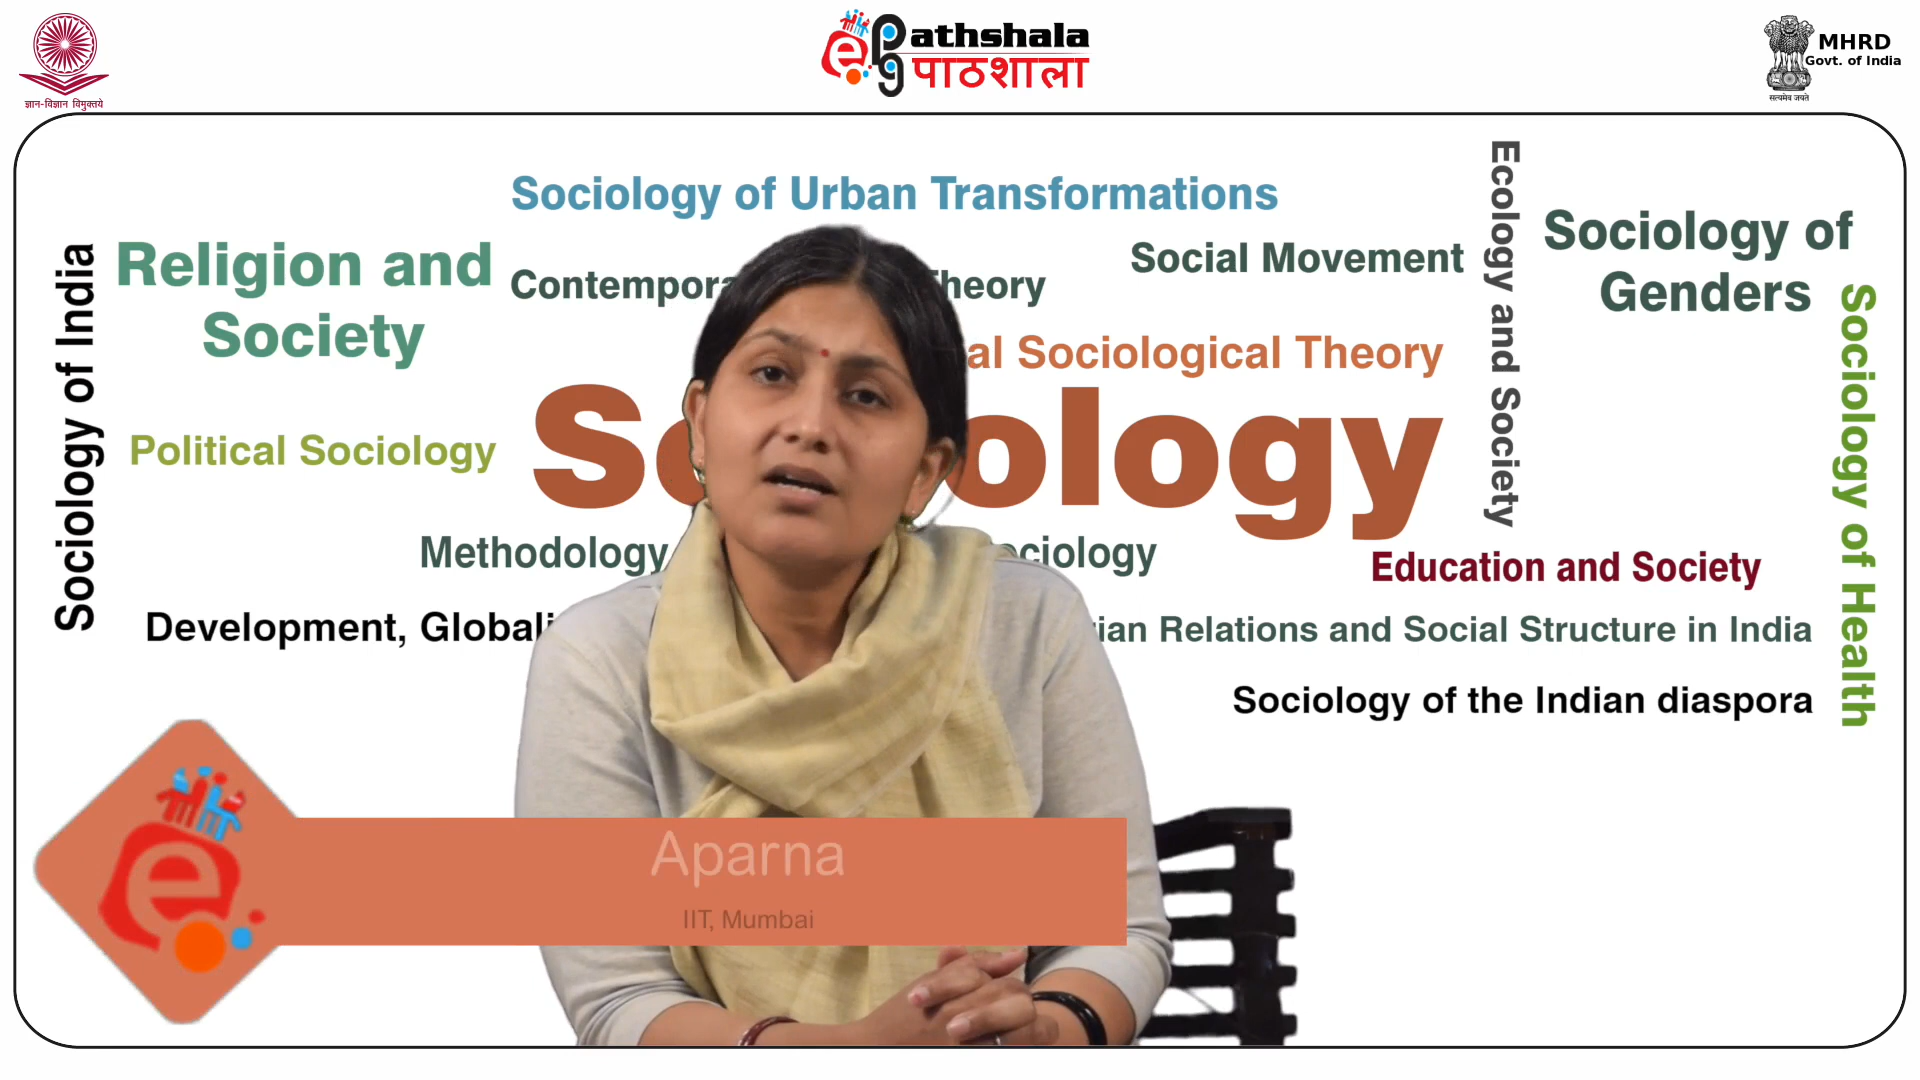 ज्ञान-विज्ञान विमुक्तये
ePathshala
पाठशाला
MHRD
Govt. of India
सत्यमेव जयते
Sociology of India
Religion and
Society
Political Sociology
Sociology of Urban Transformations
Contempora heory
Social Movement
al Sociological Theory
So ology
Methodology ciology
Development, Globali
ian Relations and Social Structure in India
Education and Society
Sociology of the Indian diaspora
Ecology and Society
Sociology of
Genders
Sociology of Health
Aparna
IIT, Mumbai